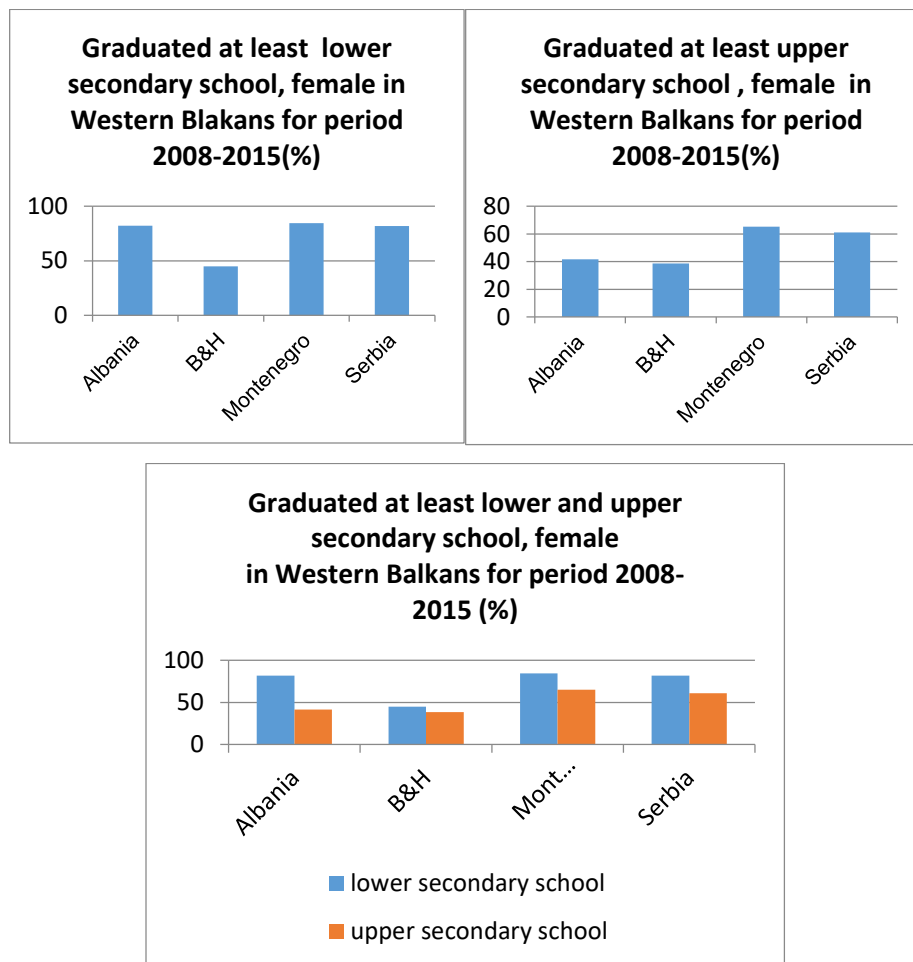 Graduated at least lower
secondary school, female in
Western Blakans for period
2008-2015(%)
100
50
0
Albania
B&H
Montenegro
Serbia
Graduated at least upper
secondary school , female in
Western Balkans for period
2008-2015(%)
80
60
40
20
0
Albania
B&H
Montenegro
Serbia
Graduated at least lower and upper
secondary school, female
in Western Balkans for period 2008-
2015 (%)
100
50
0
Albania
B&H
Mont...
Serbia
lower secondary school
upper secondary school